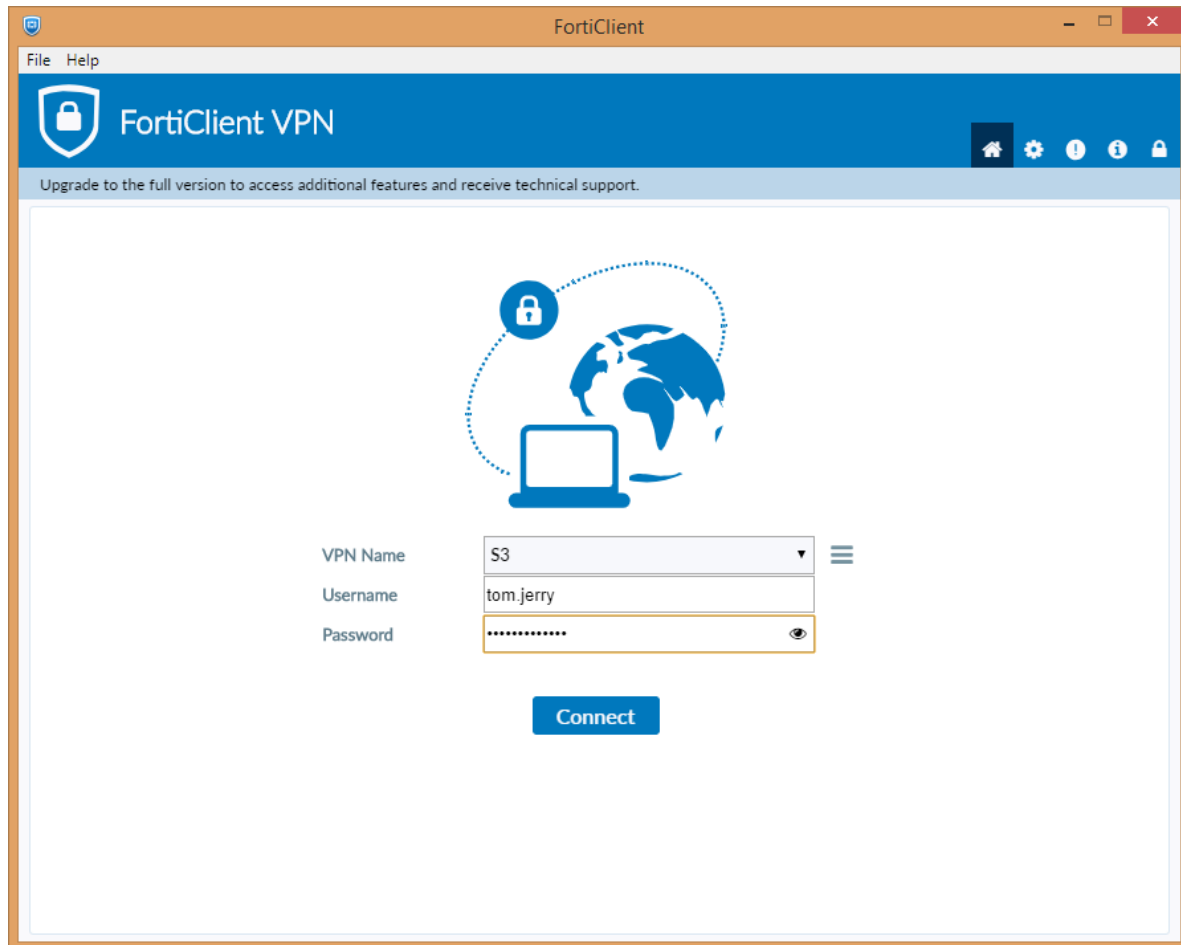 FortiClient
File Help
FortiClient VPN
Upgrade to the full version to access additional features and receive technical support.
VPN Name S3
Username tom.jerry
Password •••••••••••••
Connect